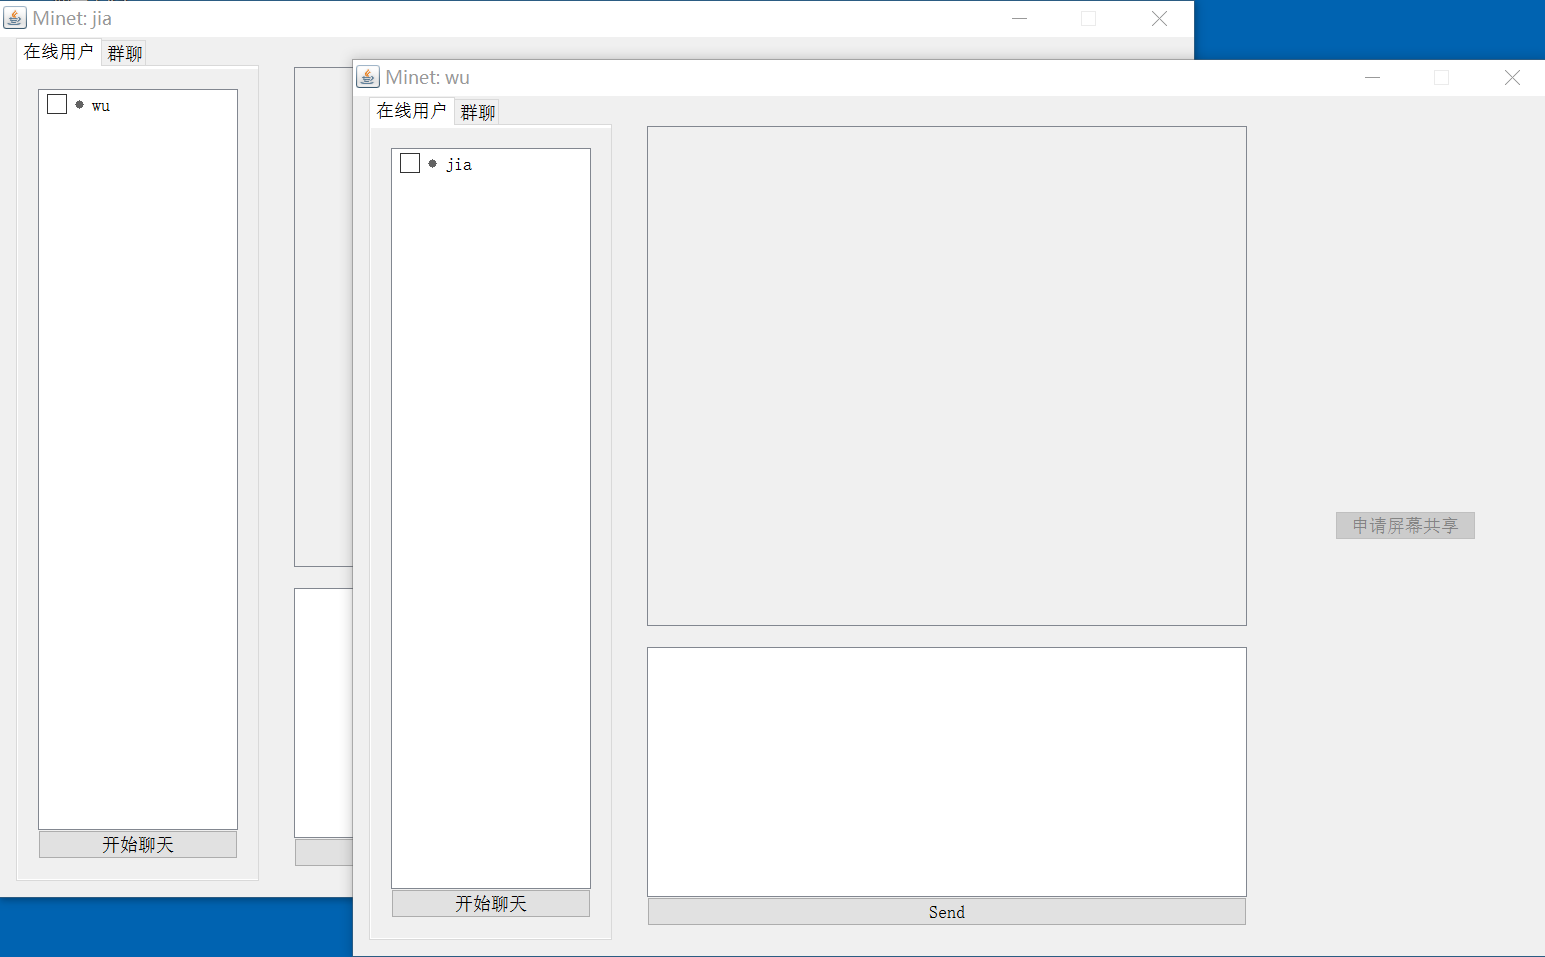 Minet: jia
在线用户 群聊
wu
开始聊天
Minet: wu
在线用户 群聊
jia
申请屏幕共享
开始聊天
Send